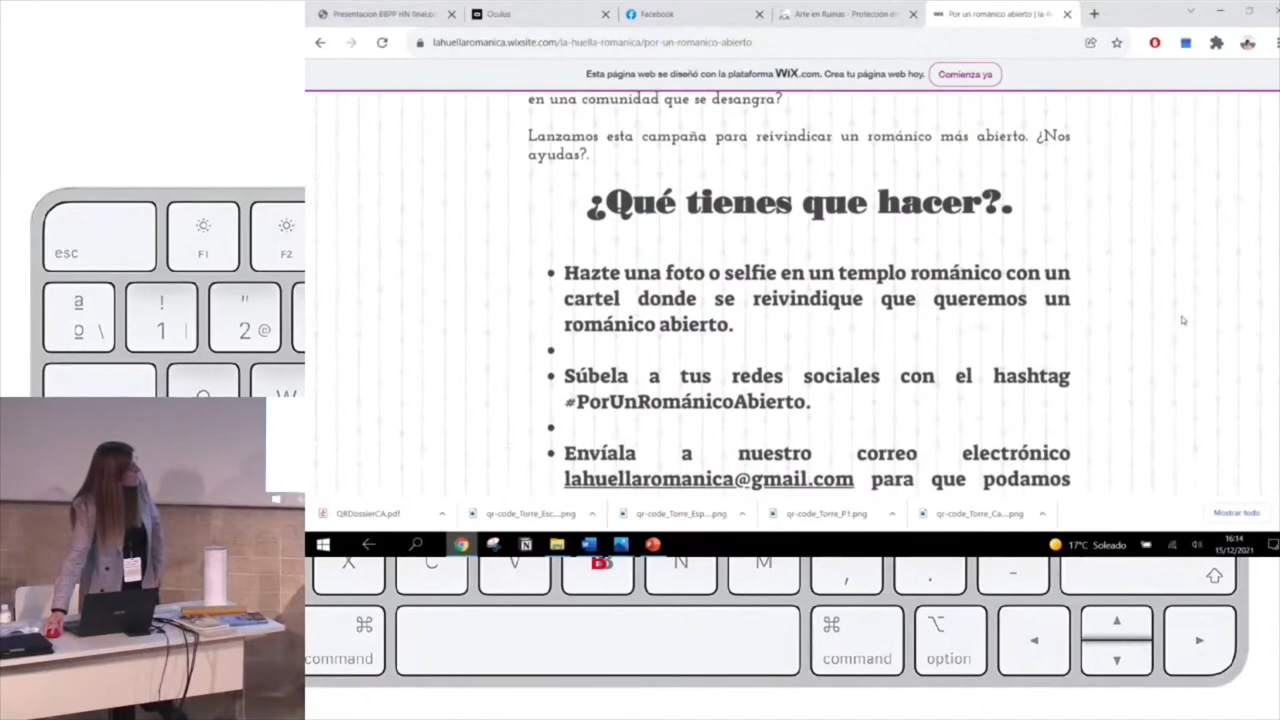 Presentacion BBPP HN final.pd
Oculus
Facebook
Arte en Ruinas - Protección d
Por un románico abierto | la-h
lahuellaromanica.wixsite.com/la-huella-romanica/por-un-romanico-abierto
Esta página web se diseñó con la plataforma WiX.com. Crea tu página web hoy.
Comienza ya
en una comunidad que se desangra?
Lanzamos esta campaña para reivindicar un románico más abierto. ¿Nos
ayudas?.
¿Qué tienes que hacer?.
Hazte una foto o selfie en un templo románico con un
cartel donde se reivindique que queremos un
románico abierto.
Súbela a tus redes sociales con el hashtag
#PorUnRománicoAbierto.
Envíala a nuestro correo electrónico
lahuellaromanica@gmail.com para que podamos
QRDossierCA.pdf
qr-code_Torre_Esc....png
qr-code_Torre_Esp....png
qr-code_Torre_P1.png
qr-code_Torre_Ca....png
Mostrar todo
17°C Soleado
16:14
15/12/2021
esc
F1
F2
a ! "
o \ 1 | 2 @
X C V B N M , . -
command
command
option